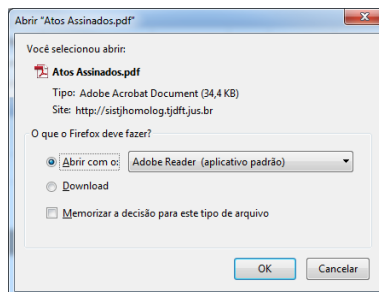 Abrir "Atos Assinados.pdf"
Você selecionou abrir:
Atos Assinados.pdf
Tipo: Adobe Acrobat Document (34,4 KB)
Site: http://sistjhomolog.tjdft.jus.br
O que o Firefox deve fazer?
Abrir com o: Adobe Reader (aplicativo padrão)
Download
Memorizar a decisão para este tipo de arquivo
OK Cancelar